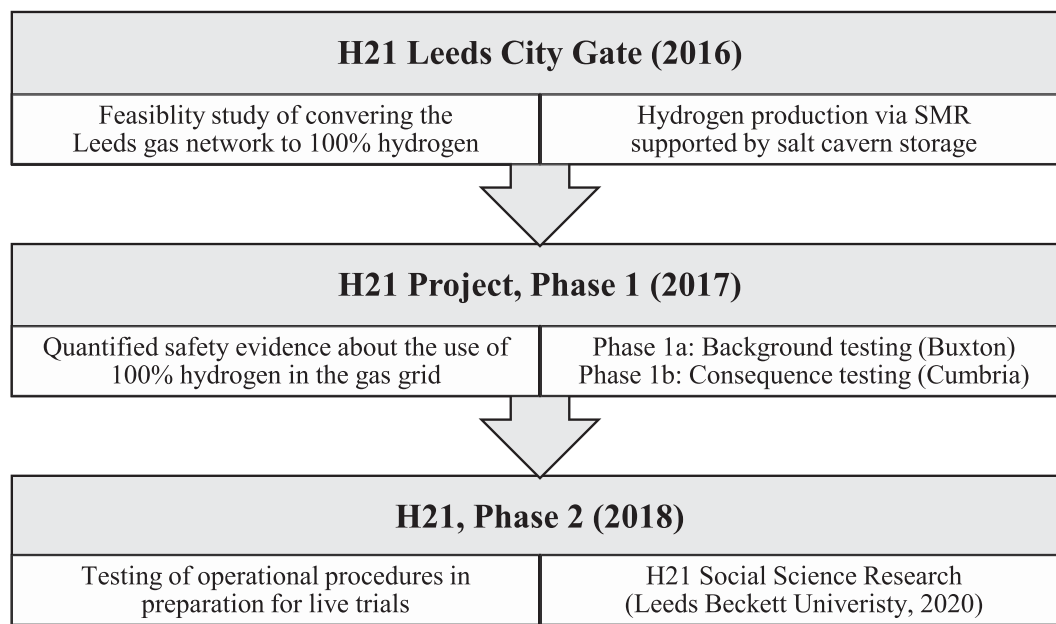 H21 Leeds City Gate (2016)
Feasiblity study of convering the
Leeds gas network to 100% hydrogen
Hydrogen production via SMR
supported by salt cavern storage
H21 Project, Phase 1 (2017)
Quantified safety evidence about the use of
100% hydrogen in the gas grid
Phase 1a: Background testing (Buxton)
Phase 1b: Consequence testing (Cumbria)
H21, Phase 2 (2018)
Testing of operational procedures in
preparation for live trials
H21 Social Science Research
(Leeds Beckett Univeristy, 2020)